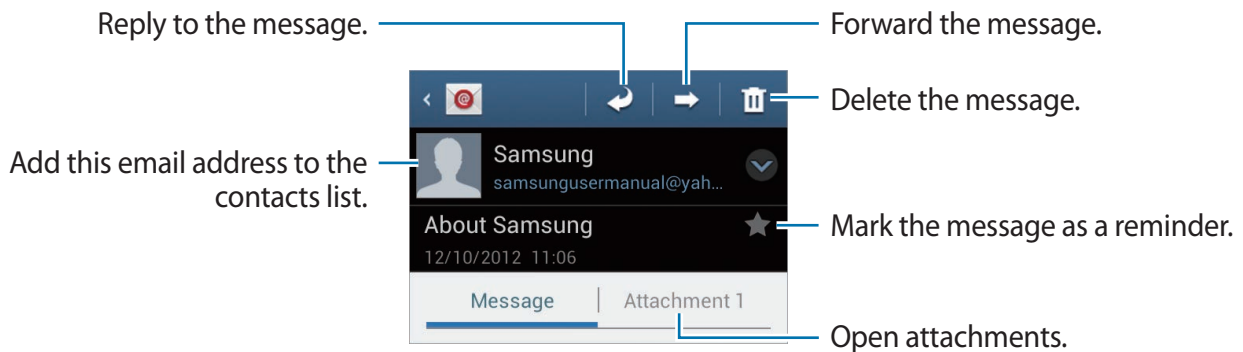 Reply to the message.
Forward the message.
Delete the message.
Add this email address to the
contacts list.
Samsung
samsungusermanual@yah...
About Samsung
12/10/2012 11:06
Mark the message as a reminder.
Message
Attachment 1
Open attachments.